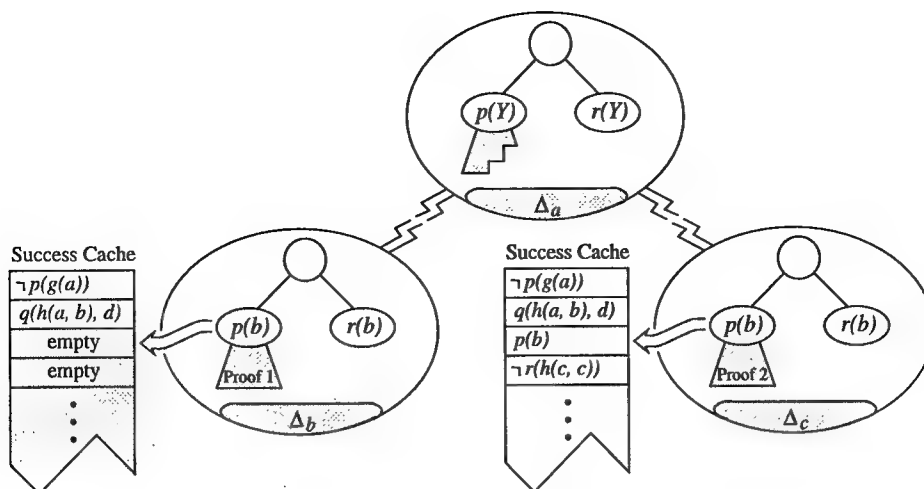 p(Y)
r(Y)
Δa
Success Cache
¬p(g(a))
q(h(a, b), d)
empty
empty
p(b)
r(b)
Proof 1
Δb
Success Cache
¬p(g(a))
q(h(a, b), d)
p(b)
¬r(h(c, c))
p(b)
r(b)
Proof 2
Δc